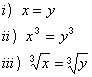 i) x = y
ii) x³ = y³
iii) ∛x = ∛y